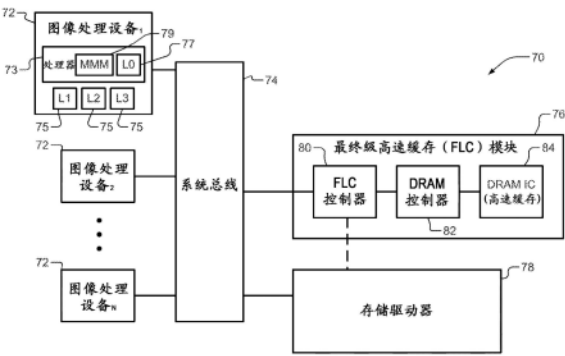 72
图像处理设备1
79
77
73
处理器
MMM
L0
L1
L2
L3
75
75
75
74
70
72
图像处理
设备2
系统总线
76
最终级高速缓存(FLC)模块
80
84
FLC
控制器
DRAM
控制器
DRAM IC
(高速缓存)
82
72
图像处理
设备N
78
存储驱动器